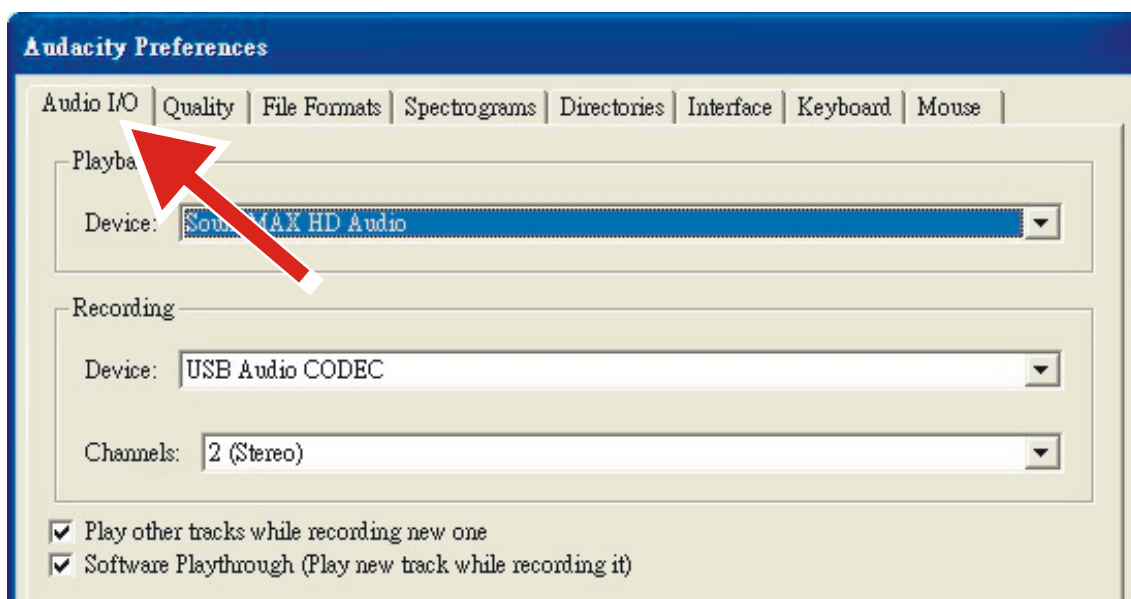 Audacity Preferences
Audio I/O Quality File Formats Spectrograms Directories Interface Keyboard Mouse
Device:
MAX HD Audio
Recording
Device: USB Audio CODEC
Channels: 2 (Stereo)
Play other tracks while recording new one
Software Playthrough (Play new track while recording it)